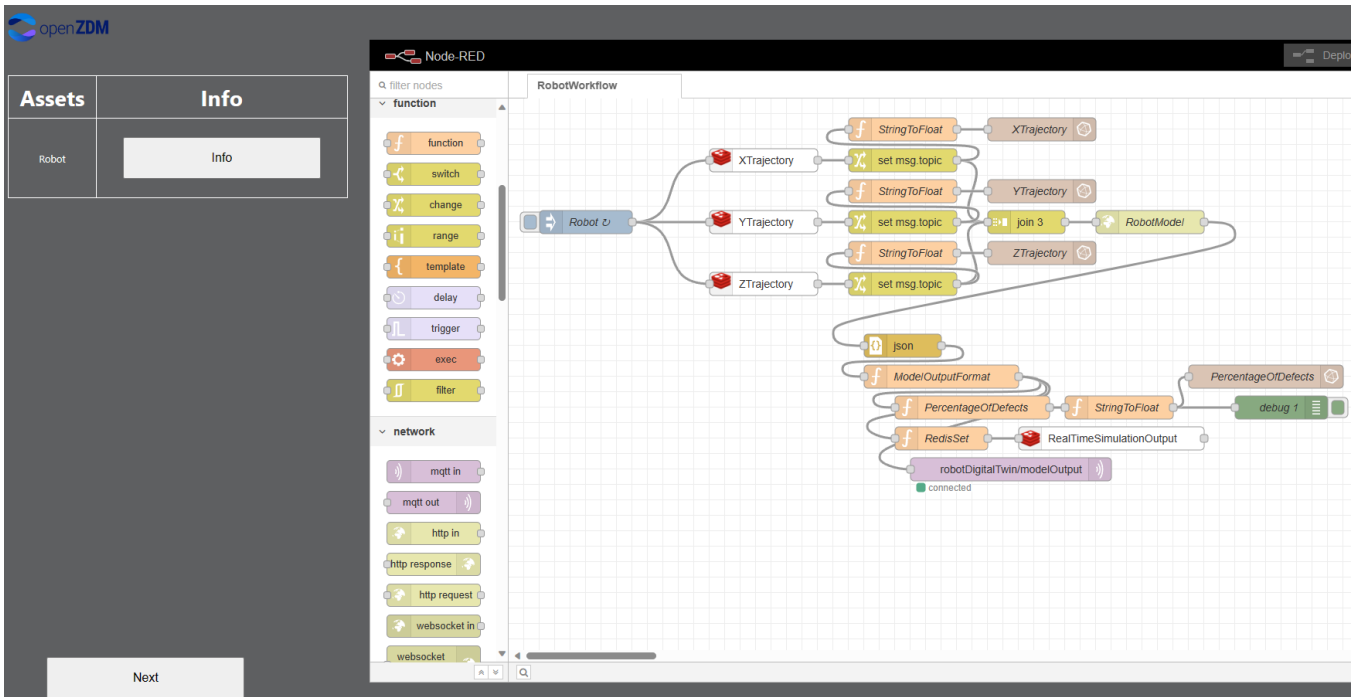 openZDM
Assets
Info
Robot
Info
Next
Node-RED
Deplo
filter nodes
function
function
switch
change
range
template
delay
trigger
exec
filter
network
mqtt in
mqtt out
http in
http response
http request
websocket in
websocket
RobotWorkflow
StringToFloat
XTrajectory
XTrajectory
set msg.topic
StringToFloat
YTrajectory
Robot ↻
YTrajectory
set msg.topic
join 3
RobotModel
StringToFloat
ZTrajectory
ZTrajectory
set msg.topic
json
ModelOutputFormat
PercentageOfDefects
PercentageOfDefects
StringToFloat
debug 1
RedisSet
RealTimeSimulationOutput
robotDigitalTwin/modelOutput
connected